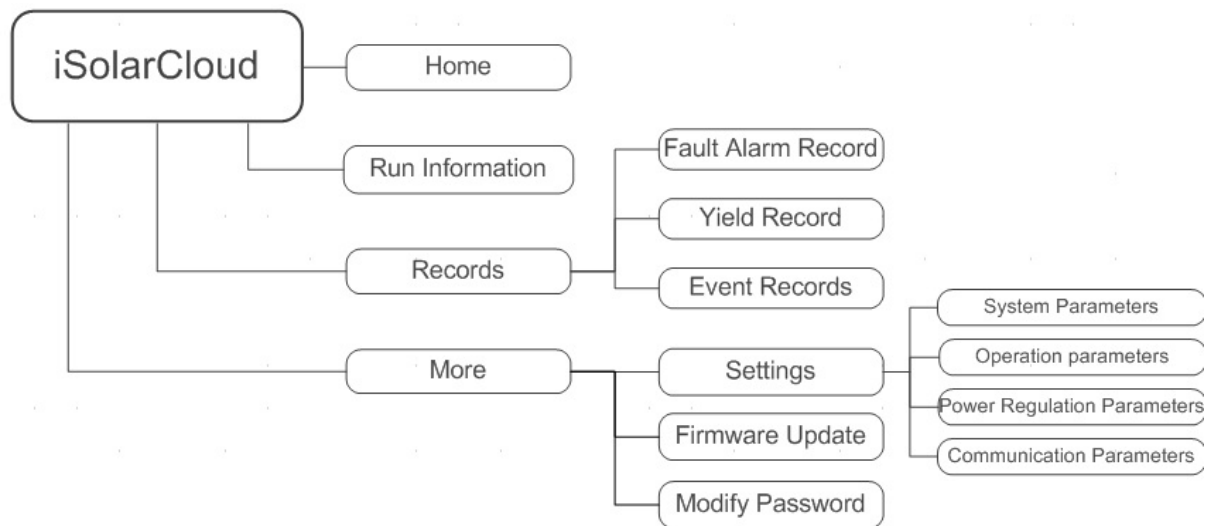 iSolarCloud
Home
Run Information
Records
Fault Alarm Record
Yield Record
Event Records
More
Settings
System Parameters
Operation parameters
Power Regulation Parameters
Communication Parameters
Firmware Update
Modify Password